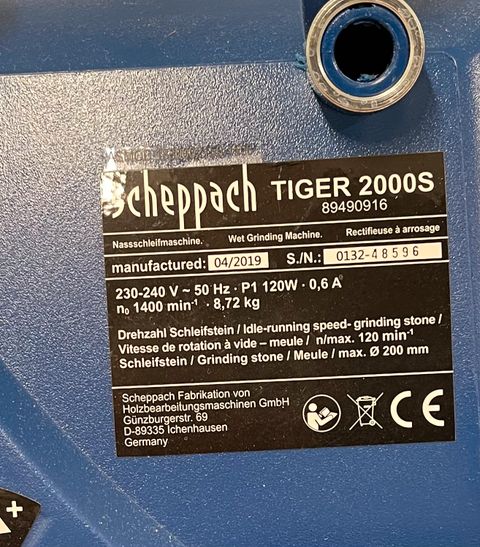 Scheppach TIGER 2000S
89490916
Nassschleifmaschine. Wet Grinding Machine. Rectifieuse à arrosage
manufactured: 04/2019 S./N.: 0132-48596
230-240 V ~ 50 Hz · P1 120W · 0,6 A
n₀ 1400 min⁻¹ · 8,72 kg
Drehzahl Schleifstein / Idle-running speed- grinding stone /
Vitesse de rotation à vide – meule / n/max. 120 min⁻¹
Schleifstein / Grinding stone / Meule / max. Ø 200 mm
Scheppach Fabrikation von
Holzbearbeitungsmaschinen GmbH
Günzburgerstr. 69
D-89335 Ichenhausen
Germany
CE
+